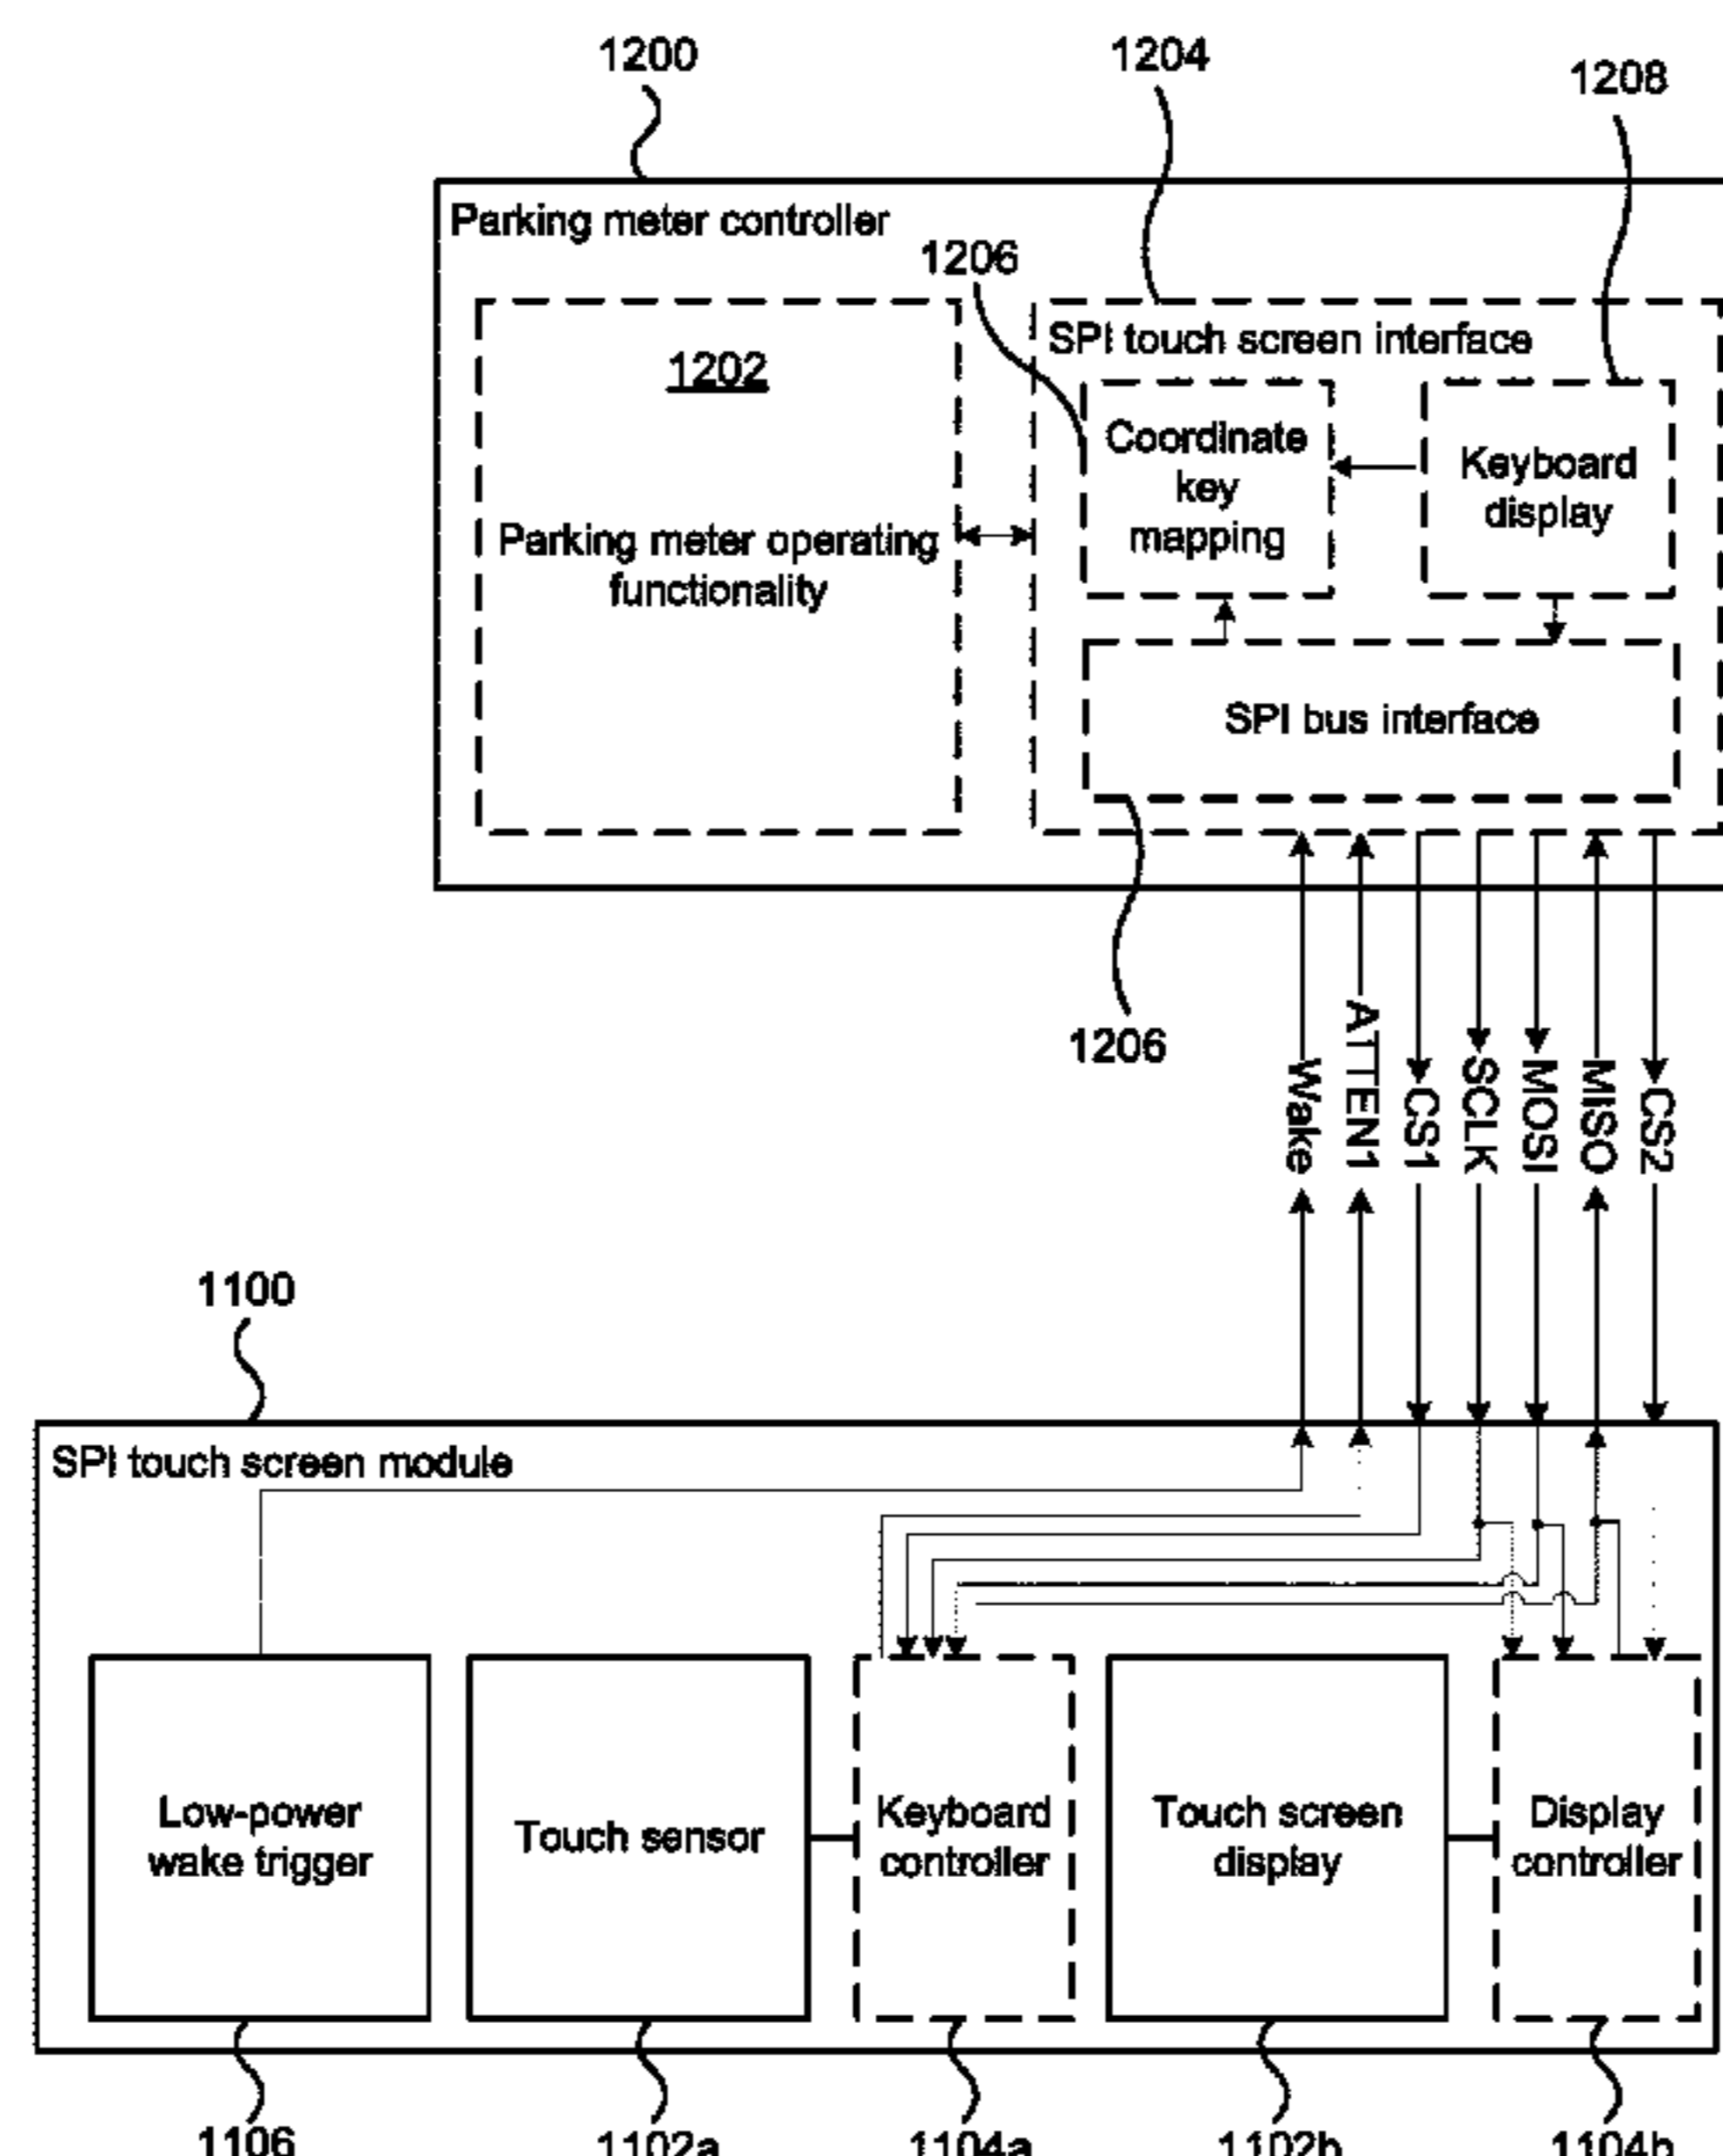 1200
1204
1208
Parking meter controller
1206
SPI touch screen interface
1202
Coordinate
key
mapping
Keyboard
display
Parking meter operating
functionality
SPI bus interface
1206
Wake
ATTEN1
CS1
SCLK
MOSI
MISO
CS2
1100
SPI touch screen module
Low-power
wake trigger
Touch sensor
Keyboard
controller
Touch screen
display
Display
controller
1106
1102a
1104a
1102b
1104b